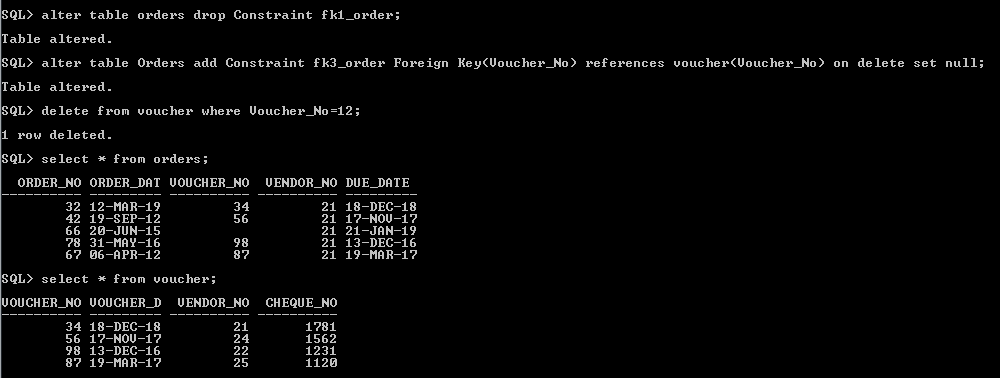 SQL> alter table orders drop Constraint fk1_order;
Table altered.
SQL> alter table Orders add Constraint fk3_order Foreign Key(Voucher_No) references voucher(Voucher_No) on delete set null;
Table altered.
SQL> delete from voucher where Voucher_No=12;
1 row deleted.
SQL> select * from orders;
ORDER_NO ORDER_DAT VOUCHER_NO VENDOR_NO DUE_DATE
---------- --------- ---------- ---------- ---------
32 12-MAR-19 34 21 18-DEC-18
42 19-SEP-12 56 21 17-NOV-17
66 20-JUN-15 21 21-JAN-19
78 31-MAY-16 98 21 13-DEC-16
67 06-APR-12 87 21 19-MAR-17
SQL> select * from voucher;
VOUCHER_NO VOUCHER_D VENDOR_NO CHEQUE_NO
---------- --------- ---------- ----------
34 18-DEC-18 21 1781
56 17-NOV-17 24 1562
98 13-DEC-16 22 1231
87 19-MAR-17 25 1120